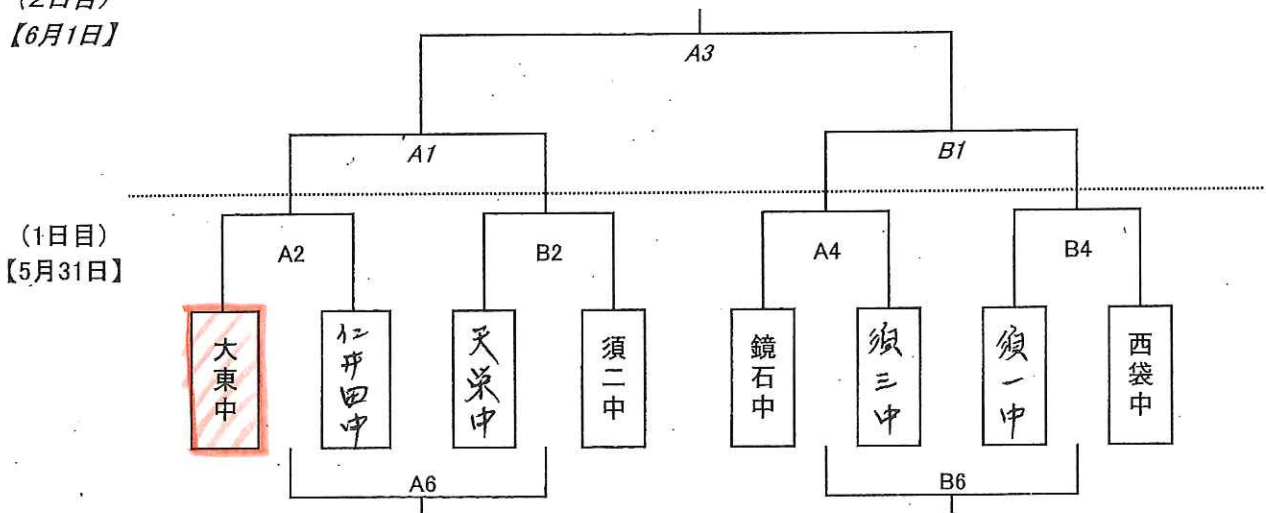 (2日目)
【6月1日】
A3
A1
B1
(1日目)
【5月31日】
A2
B2
A4
B4
大東中
仁井田中
天栄中
須二中
鏡石中
須三中
須一中
西袋中
A6
B6